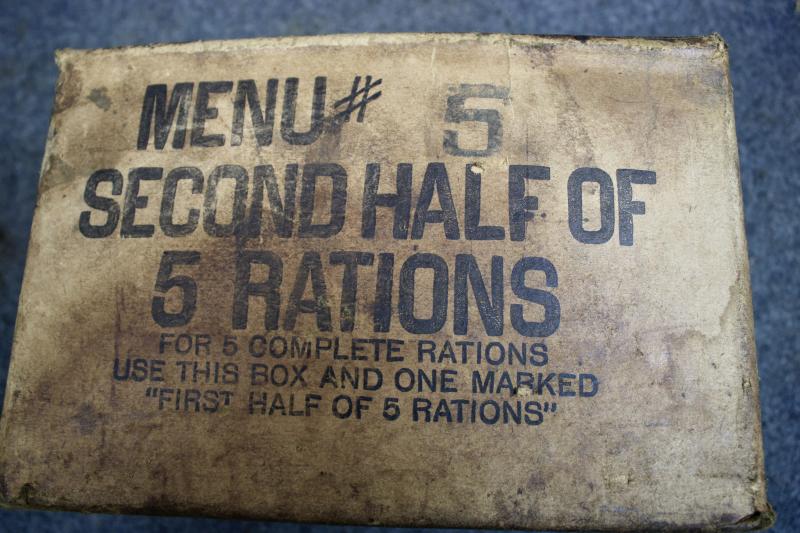 MENU# 5
SECOND HALF OF
5 RATIONS
FOR 5 COMPLETE RATIONS
USE THIS BOX AND ONE MARKED
"FIRST HALF OF 5 RATIONS"